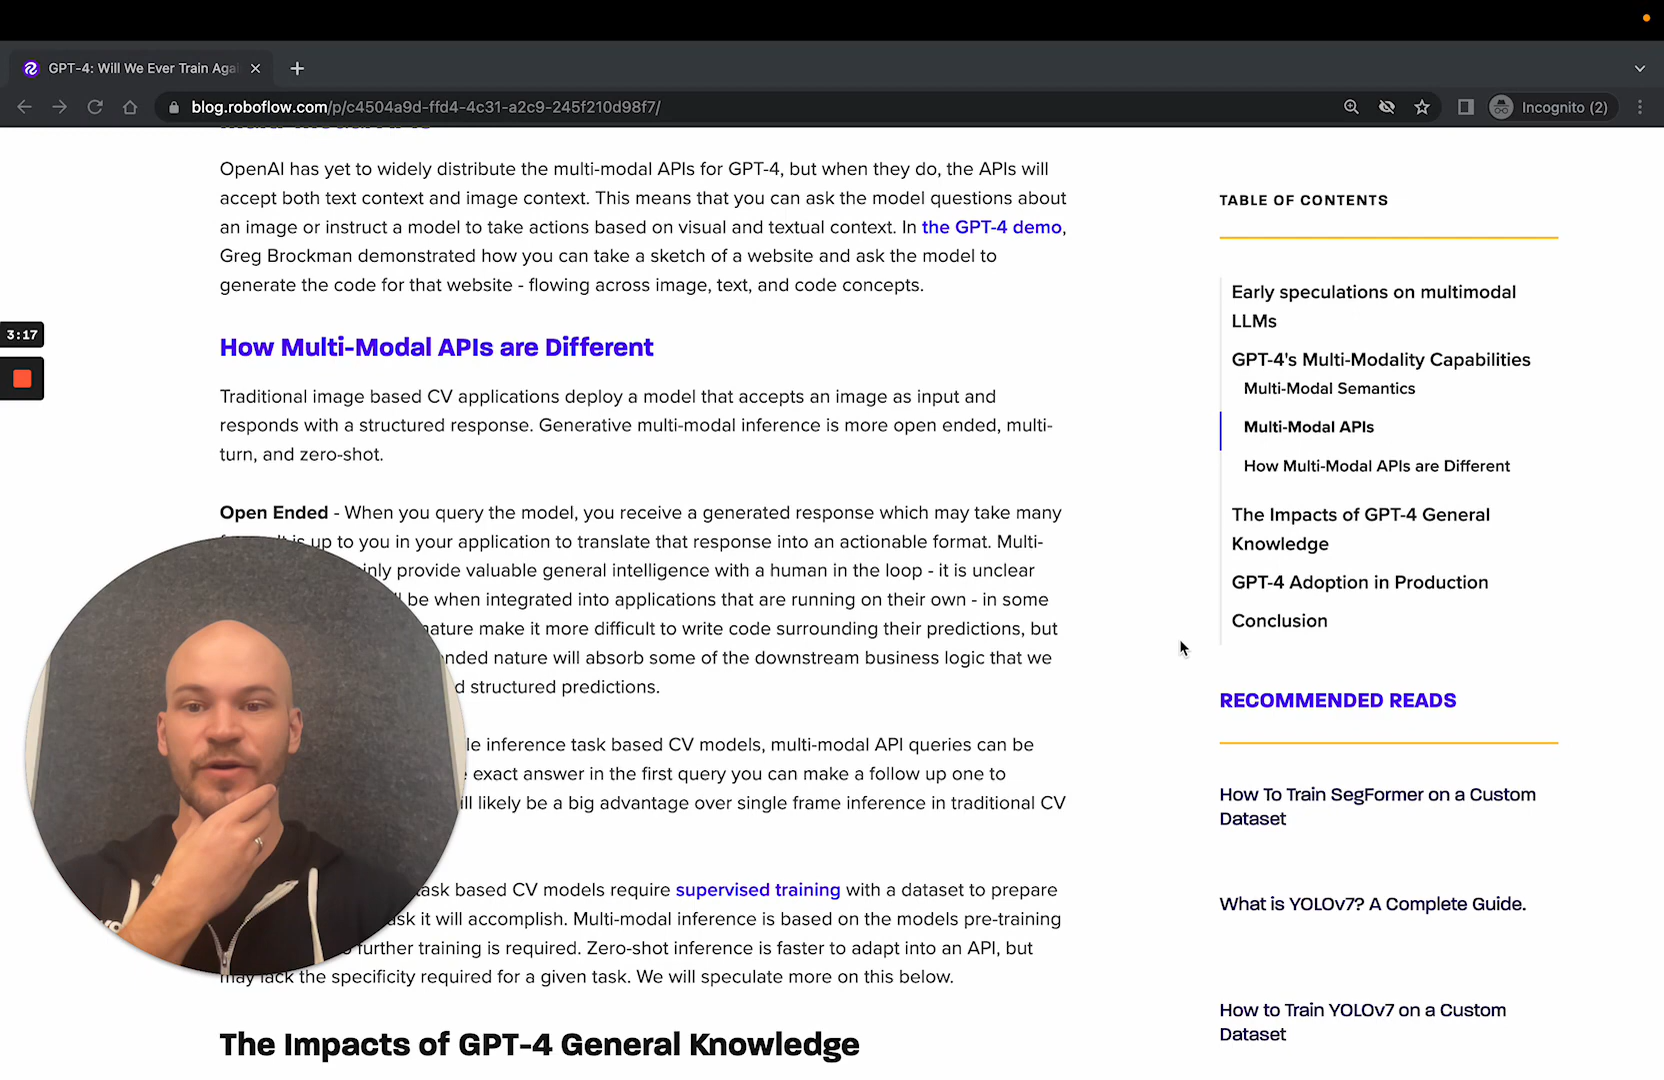 GPT-4: Will We Ever Train Aga
blog.roboflow.com/p/c4504a9d-ffd4-4c31-a2c9-245f210d98f7/
Incognito (2)
OpenAI has yet to widely distribute the multi-modal APIs for GPT-4, but when they do, the APIs will
accept both text context and image context. This means that you can ask the model questions about
an image or instruct a model to take actions based on visual and textual context. In the GPT-4 demo,
Greg Brockman demonstrated how you can take a sketch of a website and ask the model to
generate the code for that website - flowing across image, text, and code concepts.
3:17
How Multi-Modal APIs are Different
Traditional image based CV applications deploy a model that accepts an image as input and
responds with a structured response. Generative multi-modal inference is more open ended, multi-
turn, and zero-shot.
Open Ended - When you query the model, you receive a generated response which may take many
is up to you in your application to translate that response into an actionable format. Multi-
provide valuable general intelligence with a human in the loop - it is unclear
be when integrated into applications that are running on their own - in some
nature make it more difficult to write code surrounding their predictions, but
nature will absorb some of the downstream business logic that we
structured predictions.
inference task based CV models, multi-modal API queries can be
exact answer in the first query you can make a follow up one to
likely be a big advantage over single frame inference in traditional CV
task based CV models require supervised training with a dataset to prepare
it will accomplish. Multi-modal inference is based on the models pre-training
further training is required. Zero-shot inference is faster to adapt into an API, but
may lack the specificity required for a given task. We will speculate more on this below.
The Impacts of GPT-4 General Knowledge
TABLE OF CONTENTS
Early speculations on multimodal
LLMs
GPT-4's Multi-Modality Capabilities
Multi-Modal Semantics
Multi-Modal APIs
How Multi-Modal APIs are Different
The Impacts of GPT-4 General
Knowledge
GPT-4 Adoption in Production
Conclusion
RECOMMENDED READS
How To Train SegFormer on a Custom
Dataset
What is YOLOv7? A Complete Guide.
How to Train YOLOv7 on a Custom
Dataset